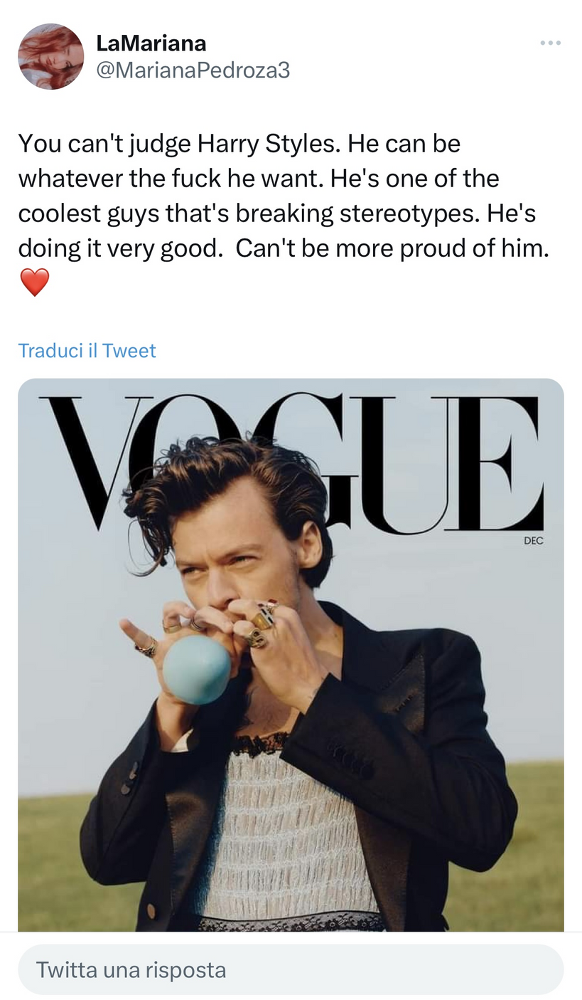 LaMariana
@MarianaPedroza3
You can't judge Harry Styles. He can be
whatever the fuck he want. He's one of the
coolest guys that's breaking stereotypes. He's
doing it very good.  Can't be more proud of him.
❤️
Traduci il Tweet
VOGUE
DEC
Twitta una risposta